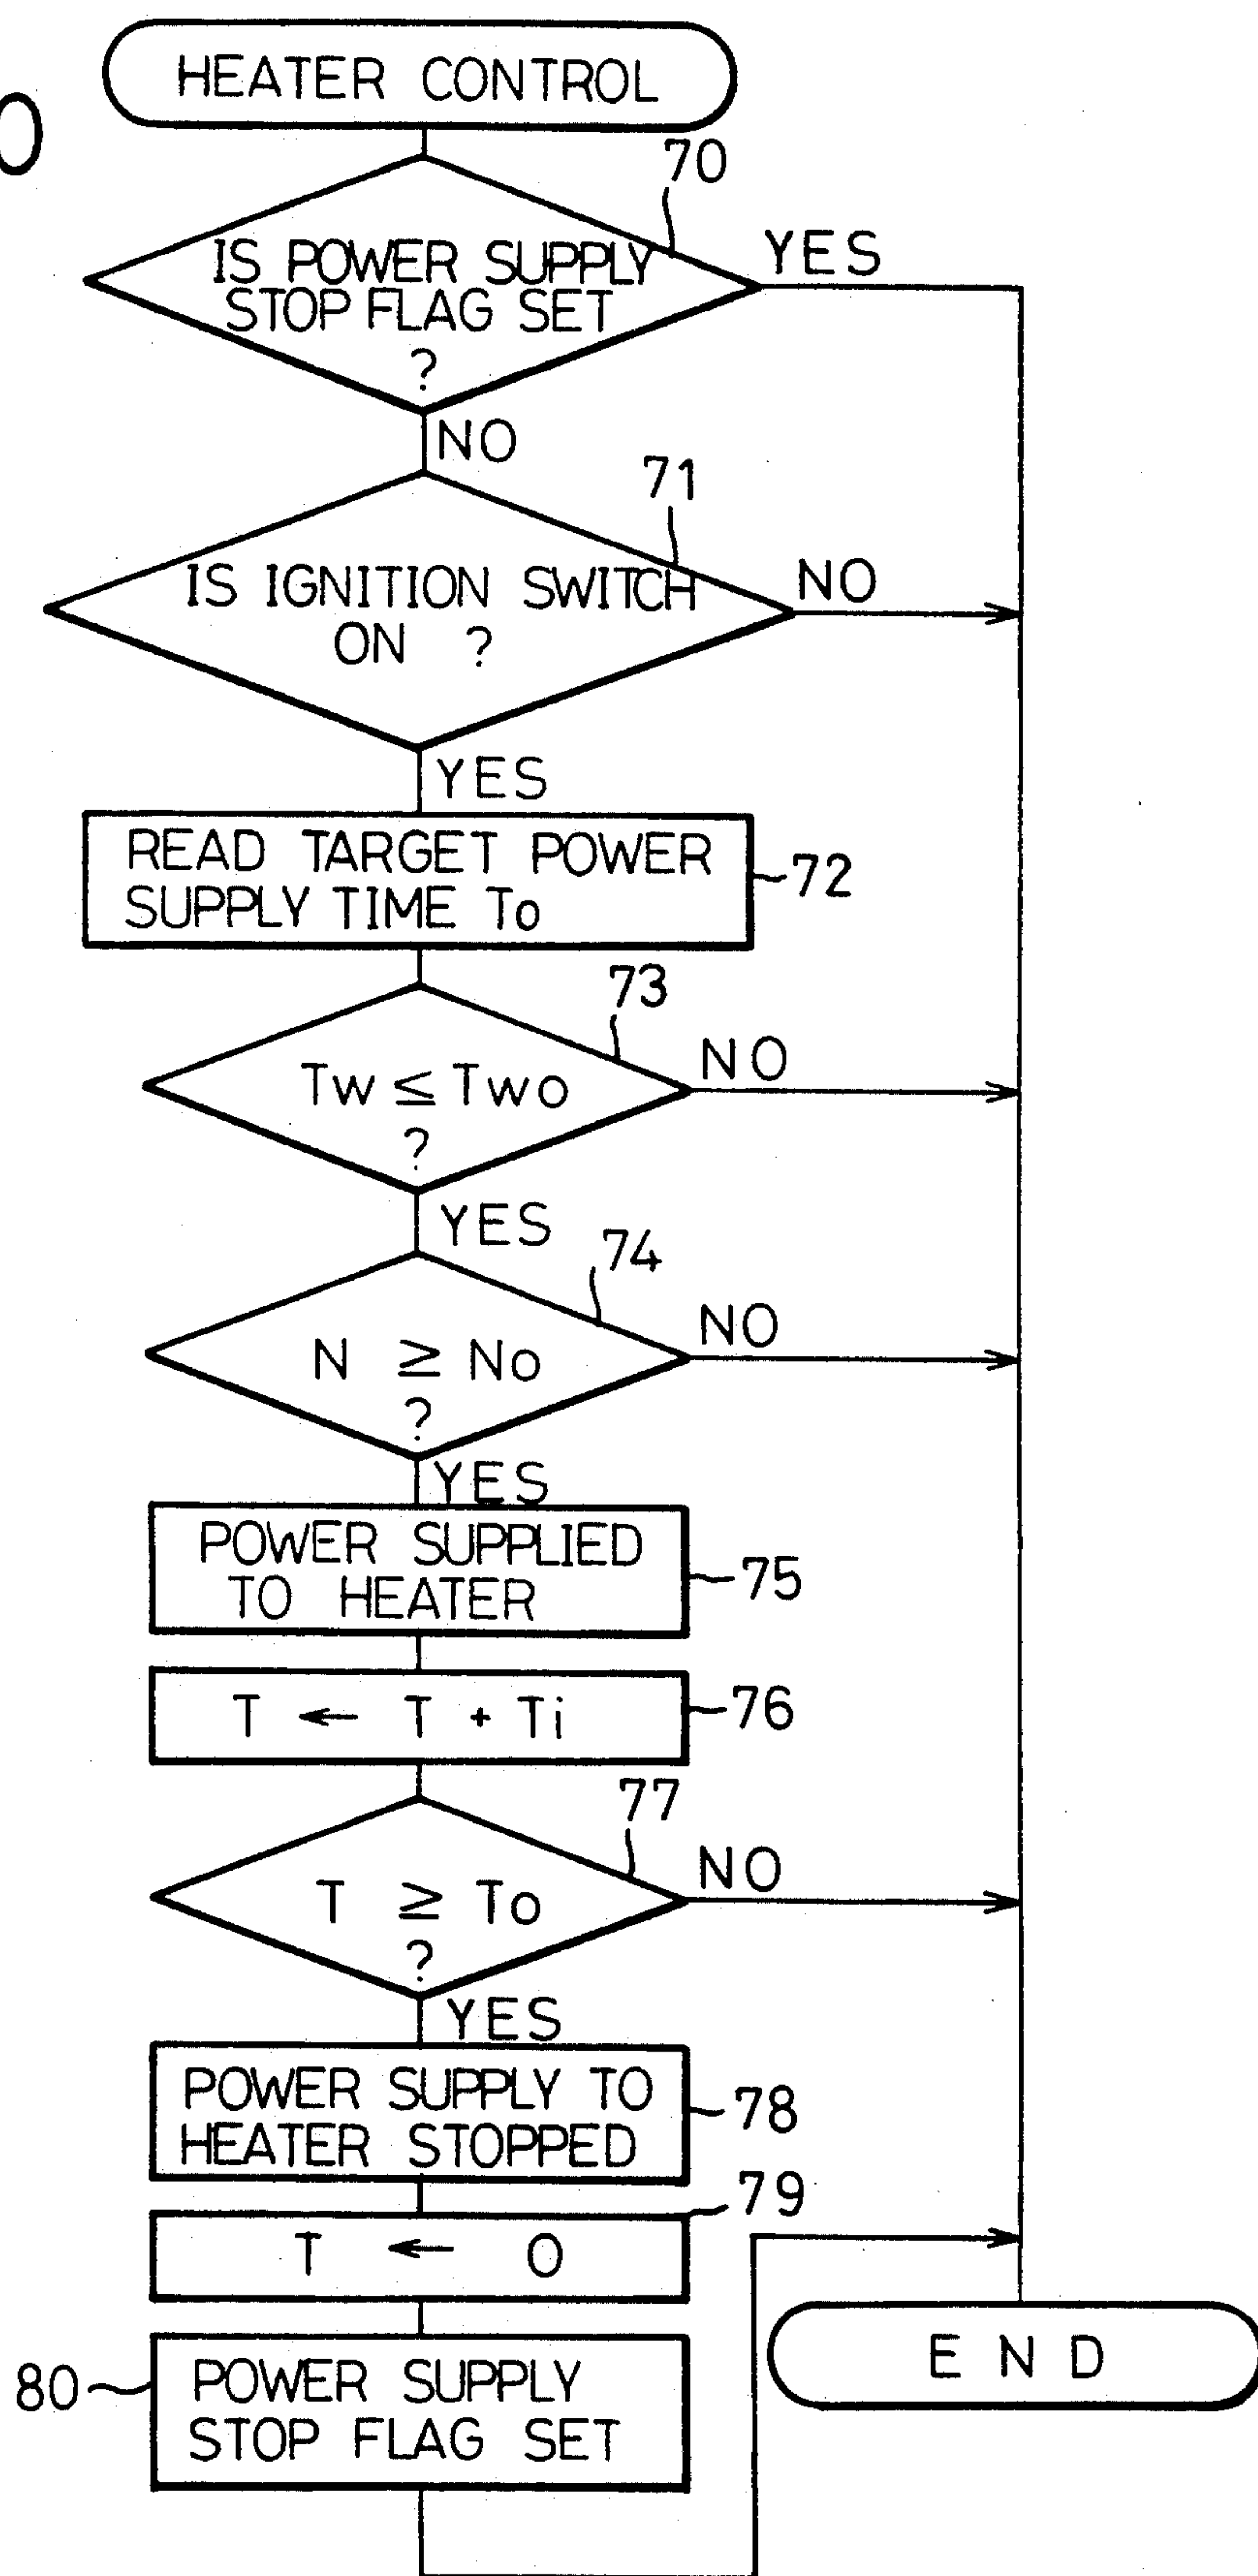 HEATER CONTROL
70
IS POWER SUPPLY
STOP FLAG SET
?
YES
NO
71
IS IGNITION SWITCH
ON ?
NO
YES
READ TARGET POWER
SUPPLY TIME To
72
73
Tw ≤ Two
?
NO
YES
74
N ≥ No
?
NO
YES
POWER SUPPLIED
TO HEATER
75
T ← T + Ti
76
77
T ≥ To
?
NO
YES
POWER SUPPLY TO
HEATER STOPPED
78
79
T ← 0
80
POWER SUPPLY
STOP FLAG SET
END